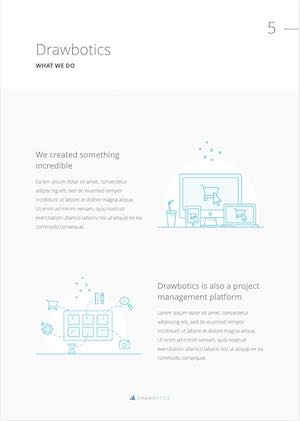 5
Drawbotics
WHAT WE DO
We created something
incredible
Lorem ipsum dolor sit amet, consectetur
adipisicing elit, sed do eiusmod tempor
incididunt ut labore et dolore magna aliqua.
Ut enim ad minim veniam, quis nostrud
exercitation ullamco laboris nisi ut aliquip ex ea
commodo consequat.
Drawbotics is also a project
management platform
Lorem ipsum dolor sit amet, consectetur
adipisicing elit, sed do eiusmod tempor
incididunt ut labore et dolore magna aliqua.
Ut enim ad minim veniam, quis nostrud
exercitation ullamco laboris nisi ut aliquip ex ea
commodo consequat.
DRAWBOTICS